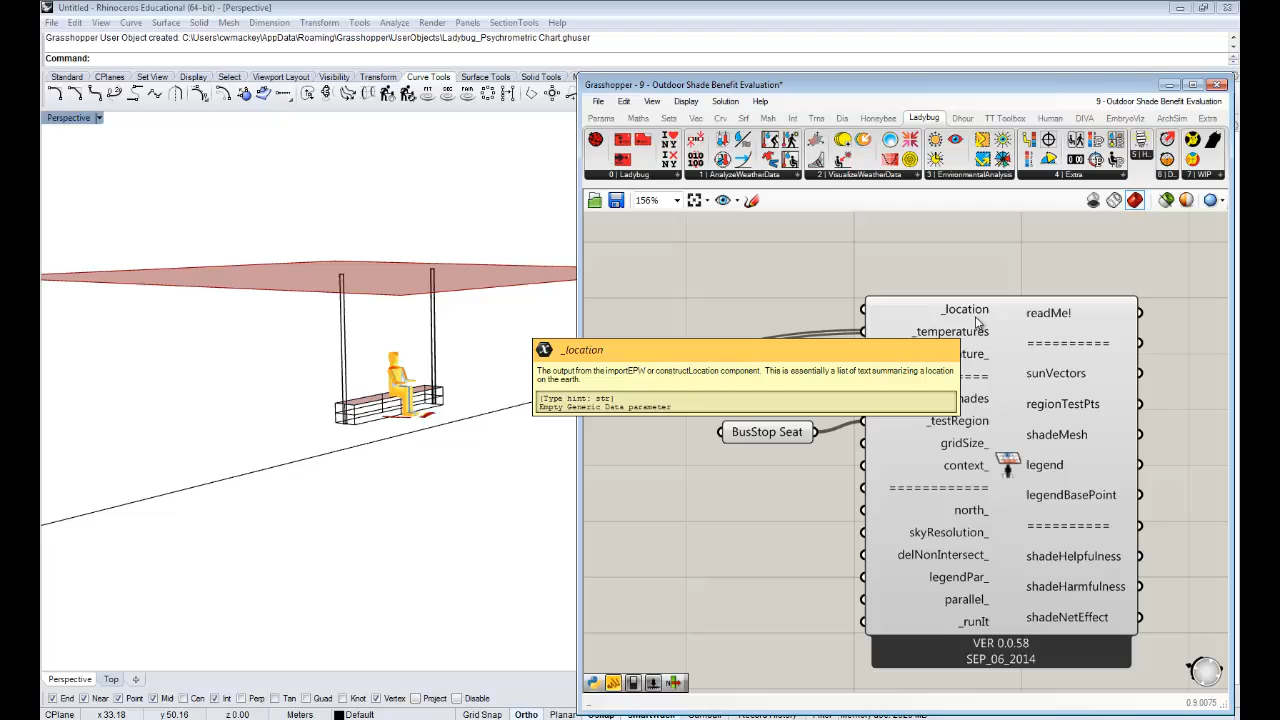 Untitled - Rhinoceros Educational (64-bit) - [Perspective]
File Edit View Curve Surface Solid Mesh Dimension Transform Tools Analyze Render Panels SectionTools Help
Grasshopper User Object created: C:\Users\cwmackey\AppData\Roaming\Grasshopper\UserObjects\Ladybug_Psychrometric Chart.ghuser
Command:
Standard CPlanes Set View Display Select Viewport Layout Visibility Transform Curve Tools Surface Tools Solid Tools
Perspective
Grasshopper - 9 - Outdoor Shade Benefit Evaluation*
File Edit View Display Solution Help
9 - Outdoor Shade Benefit Evaluation
Params Maths Sets Vec Crv Srf Msh Int Trns Dis Honeybee Ladybug Dhour TT Toolbox Human DIVA EmbryoViz ArchSim Extra
0 | Ladybug 1 | AnalyzeWeatherData 2 | VisualizeWeatherData 3 | EnvironmentalAnalysis 4 | Extra 5 | H.. 6 | D.. 7 | WIP
156%
_location
_temperatures
ature_
====
hades
_testRegion
gridSize_
context_
============
north_
skyResolution_
delNonIntersect_
legendPar_
parallel_
_runIt
readMe!
==========
sunVectors
regionTestPts
shadeMesh
legend
legendBasePoint
==========
shadeHelpfulness
shadeHarmfulness
shadeNetEffect
VER 0.0.58
SEP_06_2014
_location
The output from the importEPW or constructLocation component. This is essentially a list of text summarizing a location
on the earth.
(Type hint: str)
Empty Generic Data parameter
BusStop Seat
0.9.0075
Perspective Top
End Near Point Mid Cen Int Perp Tan Quad Knot Vertex Project Disable
CPlane x 33.18 y 50.16 z 0.00 Meters Default Grid Snap Ortho Planar